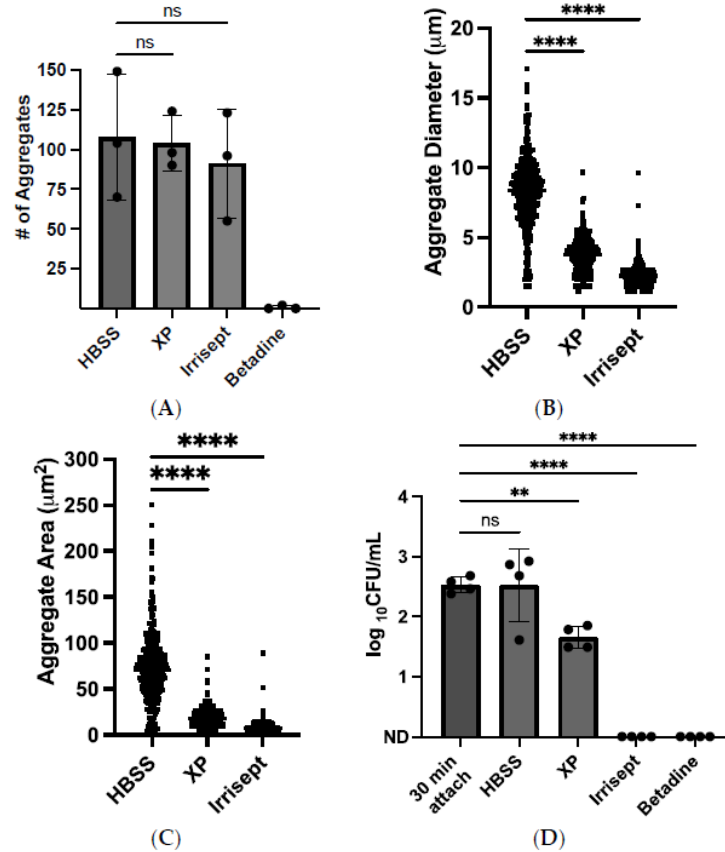 ns
ns
# of Aggregates
150
125
100
75
50
25
HBSS
XP
Irrisept
Betadine
(A)
****
****
Aggregate Diameter (μm)
20
15
10
5
0
HBSS
XP
Irrisept
(B)
****
****
Aggregate Area (μm²)
300
250
200
150
100
50
0
HBSS
XP
Irrisept
(C)
****
****
**
ns
log 10CFU/mL
4
3
2
1
ND
30 min
attach
HBSS
XP
Irrisept
Betadine
(D)